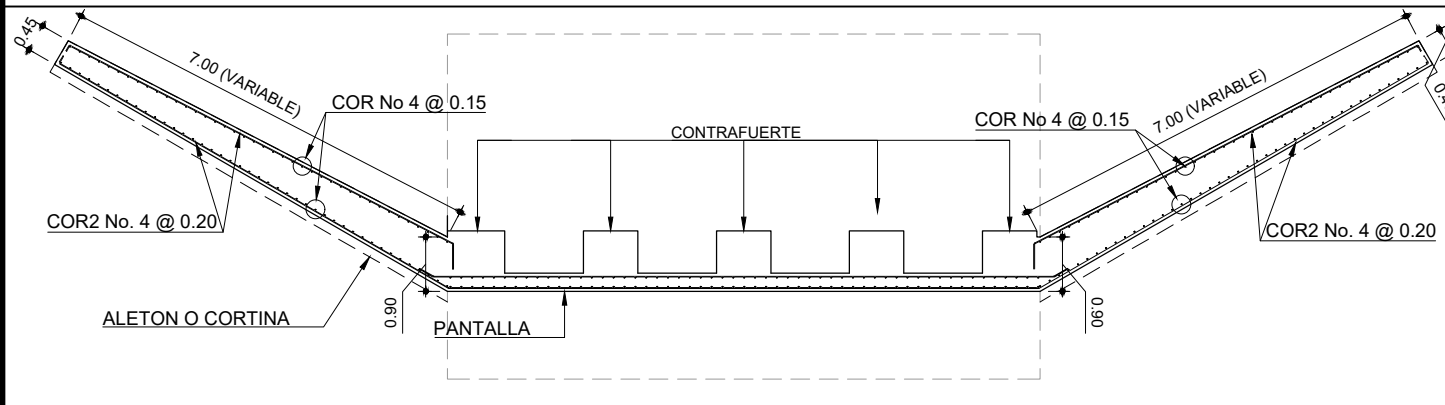 0.45
7.00 (VARIABLE)
COR No 4 @ 0.15
CONTRAFUERTE
COR No 4 @ 0.15
7.00 (VARIABLE)
COR2 No. 4 @ 0.20
COR2 No. 4 @ 0.20
0.90
0.90
ALETON O CORTINA
PANTALLA